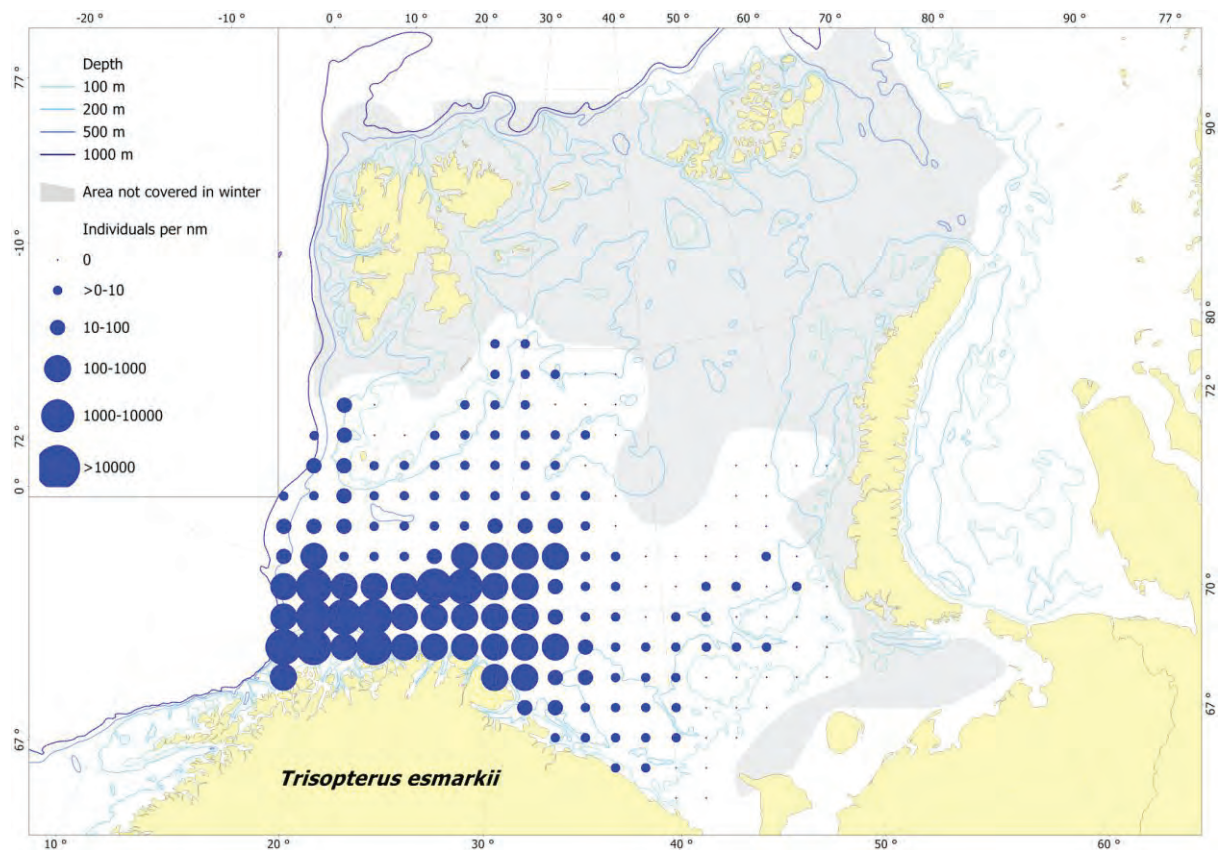 -20 ° -10 ° 0 ° 10 ° 20 ° 30 ° 40 ° 50 ° 60 ° 70 ° 80 ° 90 ° 77 °
Depth
100 m
200 m
500 m
1000 m
Area not covered in winter
Individuals per nm
0
>0-10
10-100
100-1000
1000-10000
>10000
77°
-10 °
72
0 °
67
90 °
80 °
72 °
70 °
67 °
Trisopterus esmarkii
10 ° 20 ° 30 ° 40 ° 50 ° 60 °